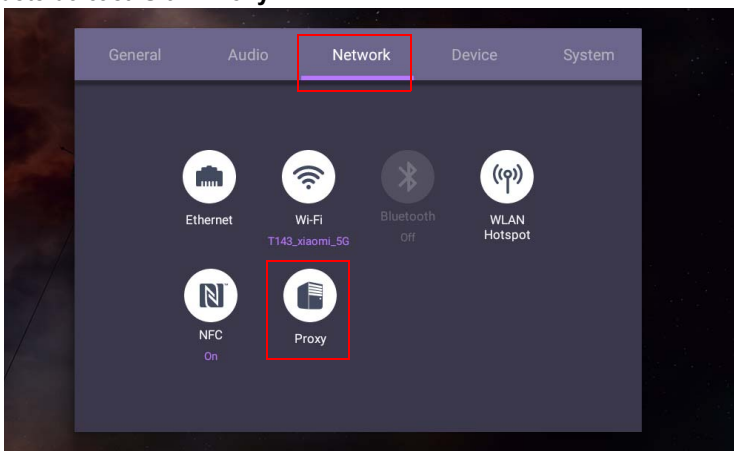 General Audio Network Device System
Ethernet Wi-Fi Bluetooth WLAN
T143_xiaomi_5G Off Hotspot
NFC Proxy
On